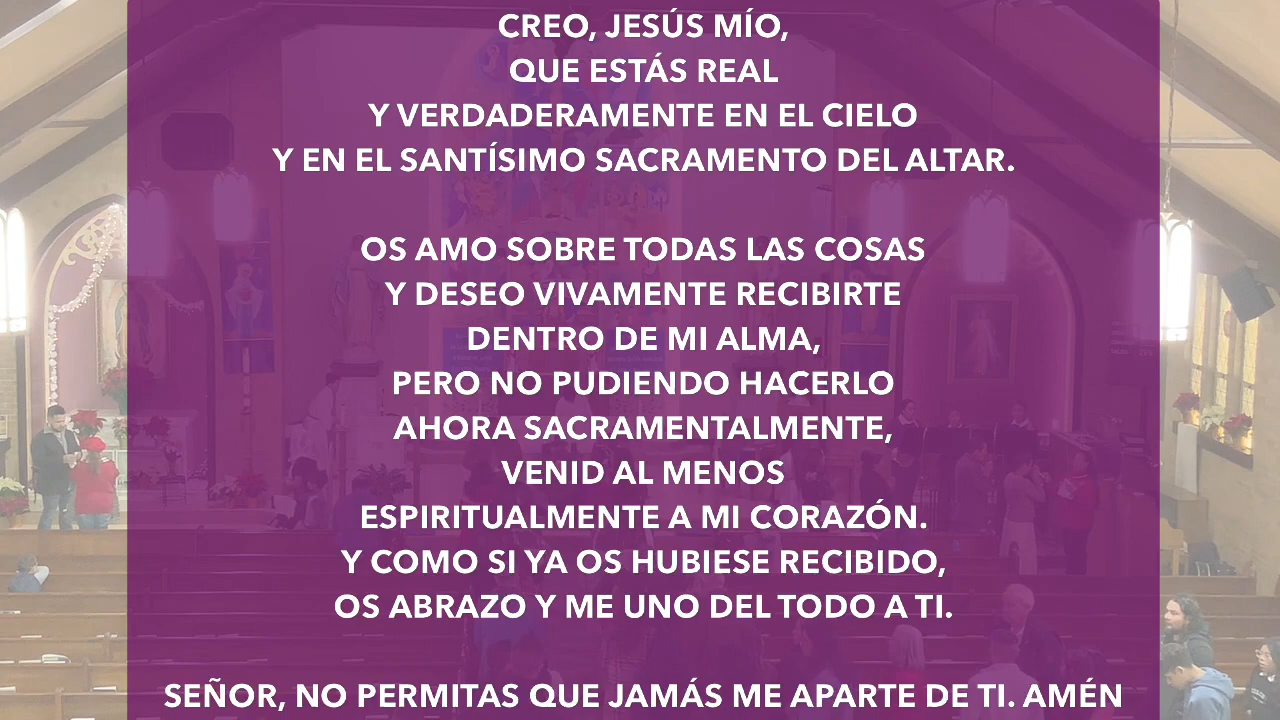 CREO, JESÚS MÍO,
QUE ESTÁS REAL
Y VERDADERAMENTE EN EL CIELO
Y EN EL SANTÍSIMO SACRAMENTO DEL ALTAR.
OS AMO SOBRE TODAS LAS COSAS
Y DESEO VIVAMENTE RECIBIRTE
DENTRO DE MI ALMA,
PERO NO PUDIENDO HACERLO
AHORA SACRAMENTALMENTE,
VENID AL MENOS
ESPIRITUALMENTE A MI CORAZÓN.
Y COMO SI YA OS HUBIESE RECIBIDO,
OS ABRAZO Y ME UNO DEL TODO A TI.
SEÑOR, NO PERMITAS QUE JAMÁS ME APARTE DE TI. AMÉN